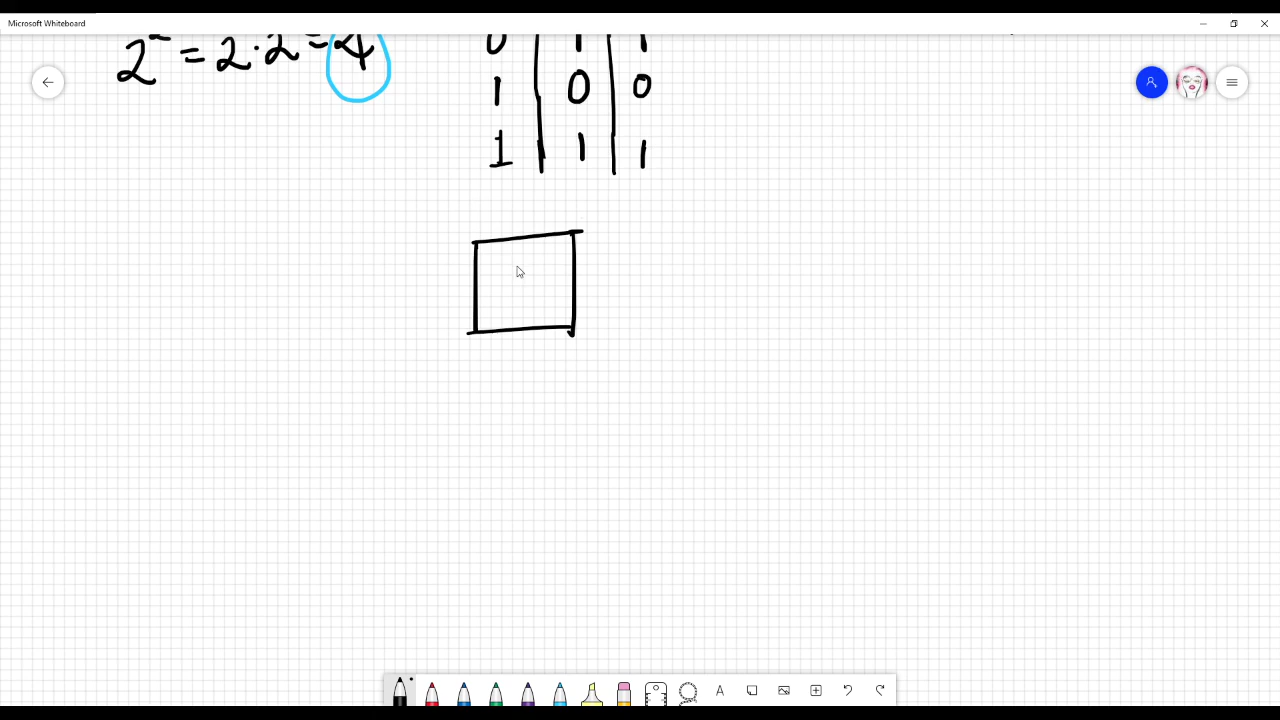 Microsoft Whiteboard
2² = 2·2 = 4
0 1 1
1 0 0
1 1 1
A